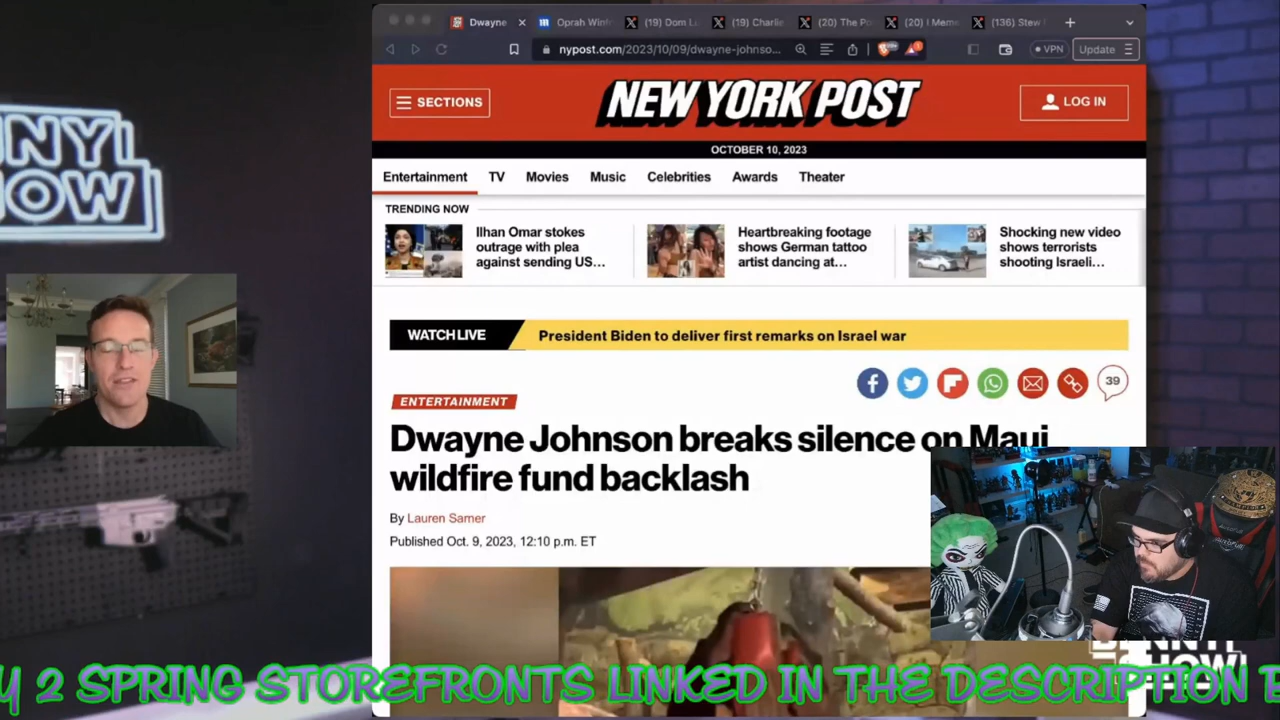 Dwayne
Oprah Winf
(19) Dom L
(19) Charlie
(20) The Po
(20) I Meme
(136) Stew
nypost.com/2023/10/09/dwayne-johnso...
VPN
Update
SECTIONS
NEW YORK POST
LOG IN
OCTOBER 10, 2023
Entertainment TV Movies Music Celebrities Awards Theater
TRENDING NOW
Ilhan Omar stokes
outrage with plea
against sending US...
Heartbreaking footage
shows German tattoo
artist dancing at...
Shocking new video
shows terrorists
shooting Israeli...
WATCH LIVE
President Biden to deliver first remarks on Israel war
39
ENTERTAINMENT
Dwayne Johnson breaks silence on Maui
wildfire fund backlash
By Lauren Sarner
Published Oct. 9, 2023, 12:10 p.m. ET
NNY
OW
Y 2 SPRING STOREFRONTS LINKED IN THE DESCRIPTION B